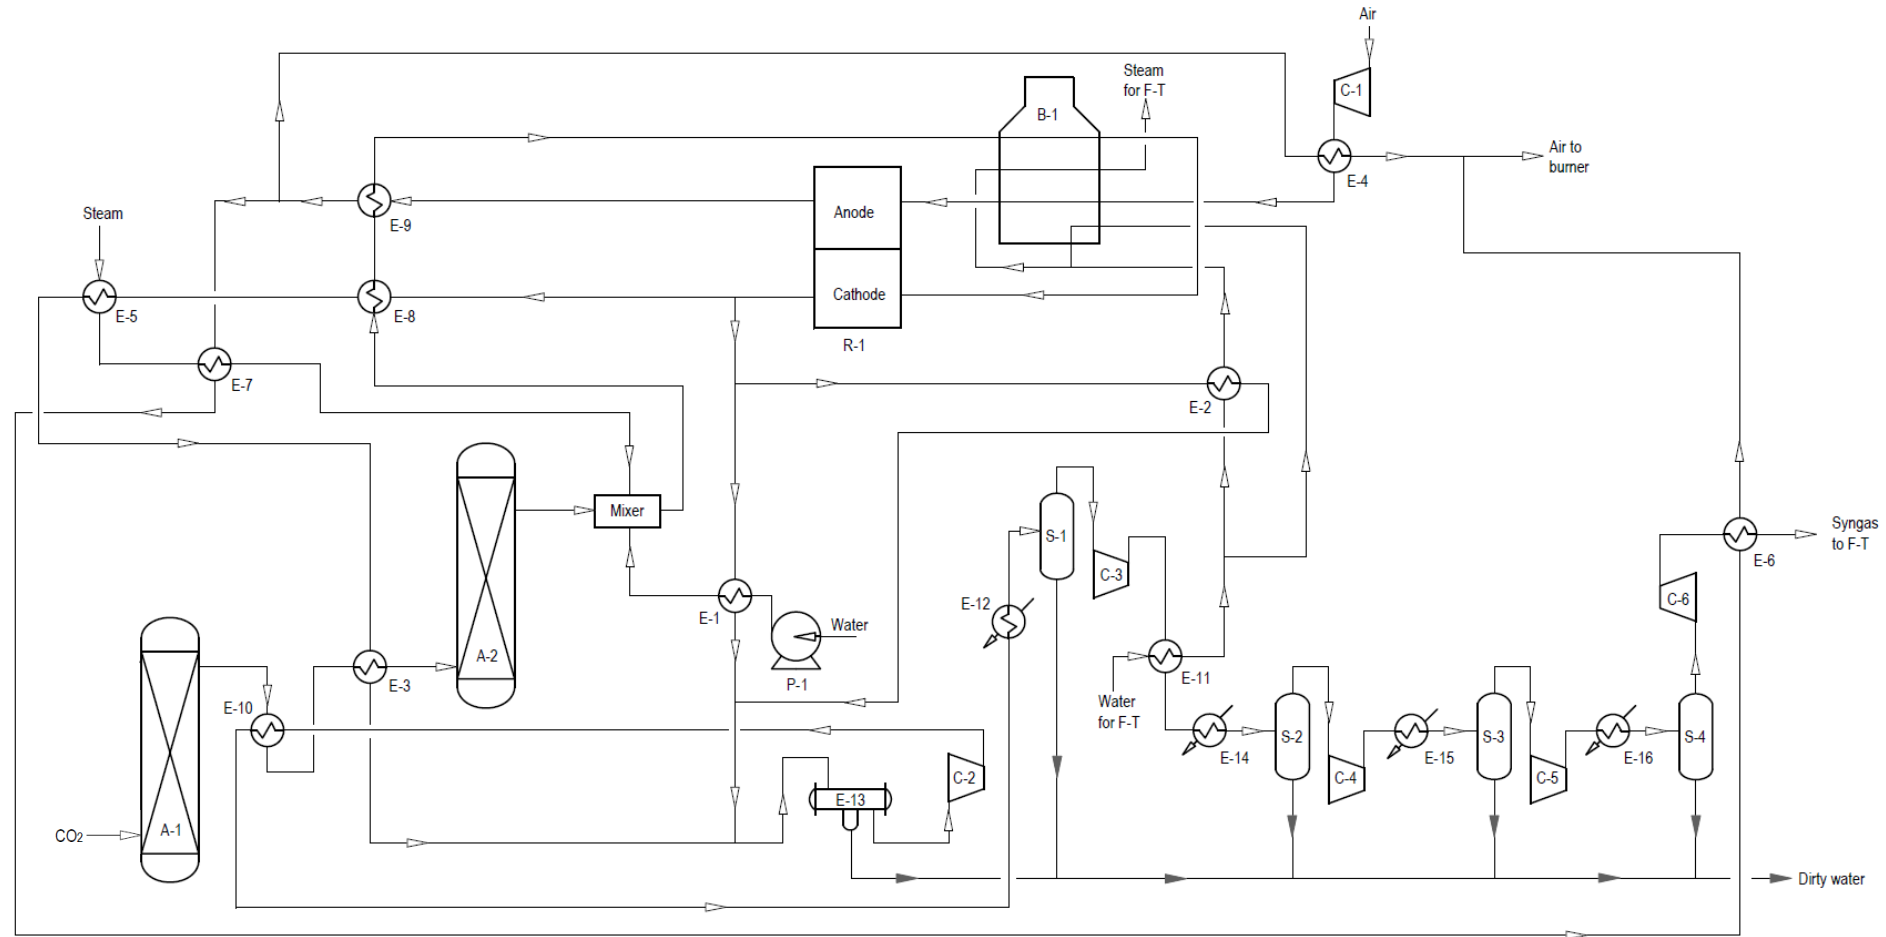 Air
Steam
for F-T
C-1
B-1
Air to
burner
E-4
Steam
Anode
E-9
Cathode
E-5
E-8
R-1
E-7
E-2
Mixer
S-1
Syngas
to F-T
E-6
C-3
C-6
E-12
E-1
Water
A-2
P-1
E-3
E-11
Water
for F-T
E-10
S-2
S-3
S-4
E-14
E-15
E-16
C-2
C-4
C-5
E-13
A-1
CO2
Dirty water